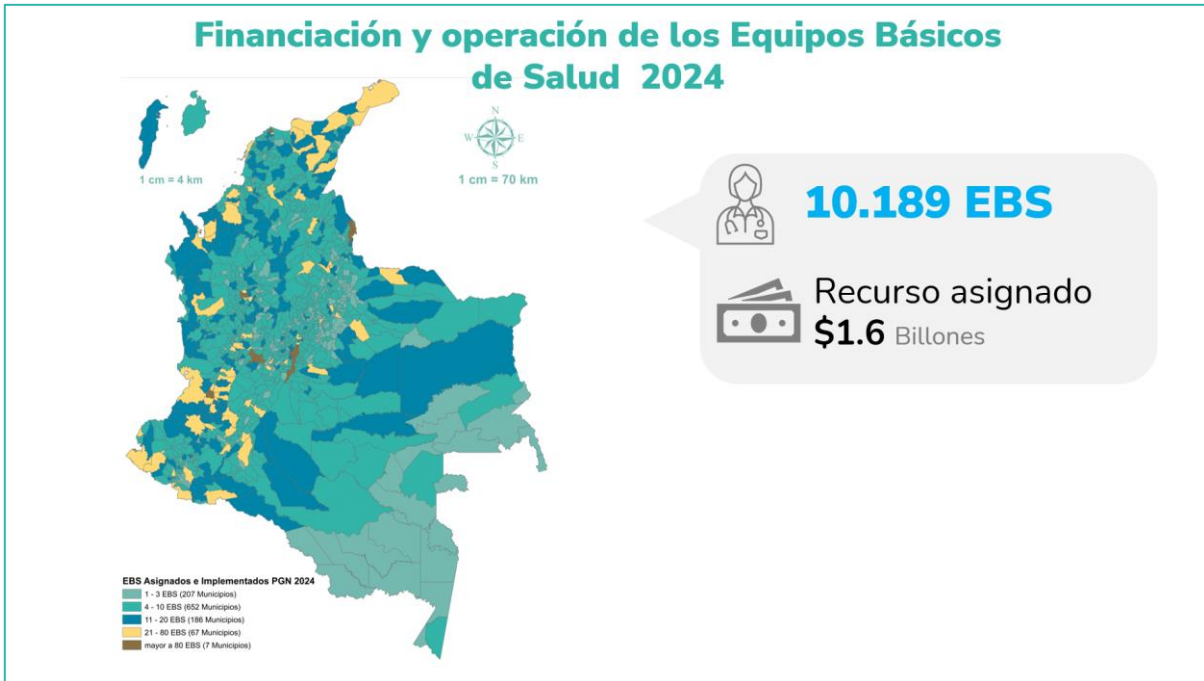 Financiación y operación de los Equipos Básicos
de Salud 2024
N
W E
S
1 cm = 4 km
1 cm = 70 km
10.189 EBS
Recurso asignado
$1.6 Billones
EBS Asignados e Implementados PGN 2024
1 - 3 EBS (207 Municipios)
4 - 10 EBS (652 Municipios)
11 - 20 EBS (186 Municipios)
21 - 80 EBS (67 Municipios)
mayor a 80 EBS (7 Municipios)